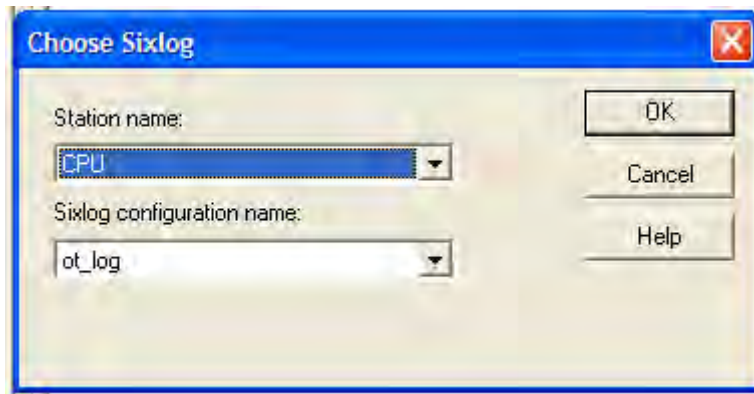 Choose Sixlog
Station name:
CPU
Sixlog configuration name:
ot_log
OK
Cancel
Help